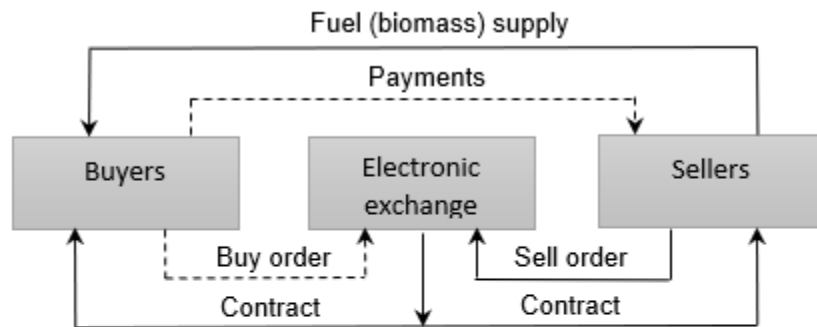 Fuel (biomass) supply
Payments
Buyers
Electronic
exchange
Sellers
Buy order
Sell order
Contract
Contract